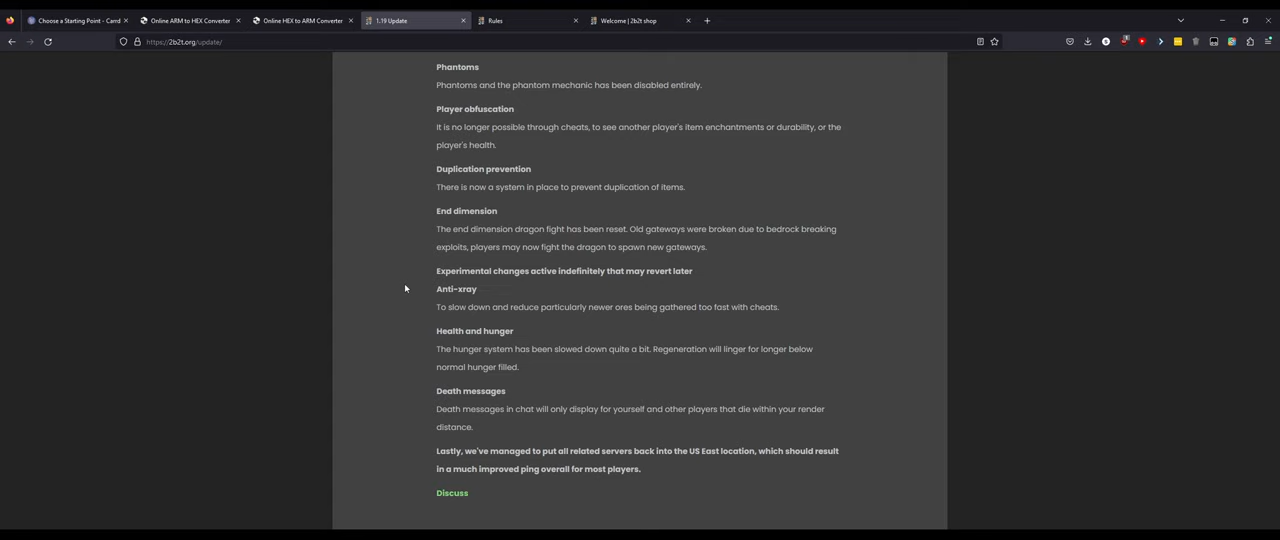 Choose a Starting Point - Carrd
Online ARM to HEX Converter
Online HEX to ARM Converter
1.19 Update
Rules
Welcome | 2b2t shop
https://2b2t.org/update/
Phantoms
Phantoms and the phantom mechanic has been disabled entirely.
Player obfuscation
It is no longer possible through cheats, to see another player's item enchantments or durability, or the
player's health.
Duplication prevention
There is now a system in place to prevent duplication of items.
End dimension
The end dimension dragon fight has been reset. Old gateways were broken due to bedrock breaking
exploits, players may now fight the dragon to spawn new gateways.
Experimental changes active indefinitely that may revert later
Anti-xray
To slow down and reduce particularly newer ores being gathered too fast with cheats.
Health and hunger
The hunger system has been slowed down quite a bit. Regeneration will linger for longer below
normal hunger filled.
Death messages
Death messages in chat will only display for yourself and other players that die within your render
distance.
Lastly, we've managed to put all related servers back into the US East location, which should result
in a much improved ping overall for most players.
Discuss